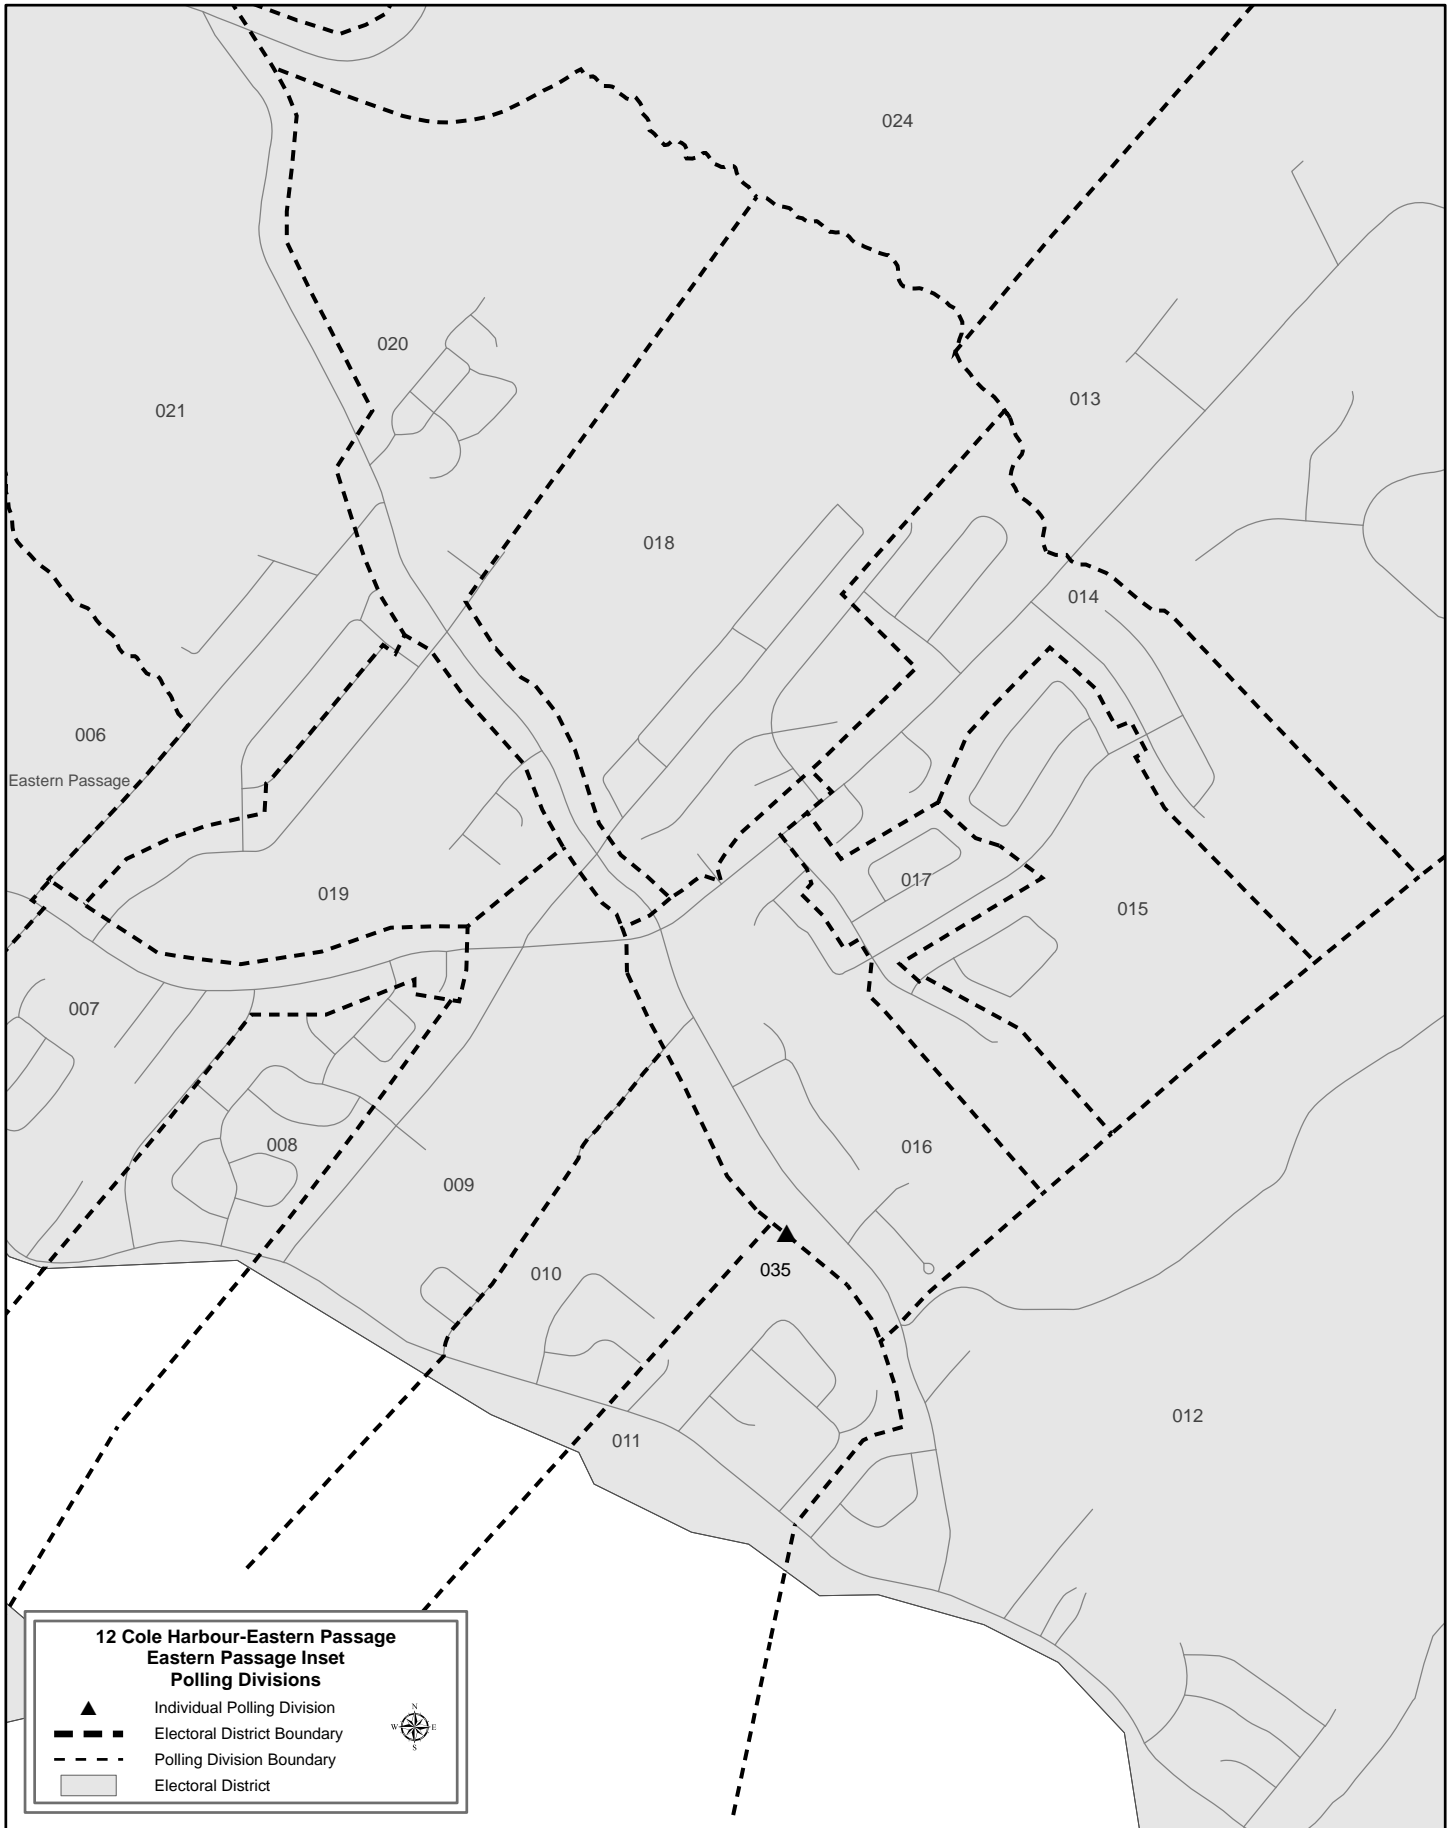 024
020
013
021
018
014
006
Eastern Passage
019
017
015
007
008
016
009
010
035
012
011
12 Cole Harbour-Eastern Passage
Eastern Passage Inset
Polling Divisions
Individual Polling Division
Electoral District Boundary
Polling Division Boundary
Electoral District
N
W E
S